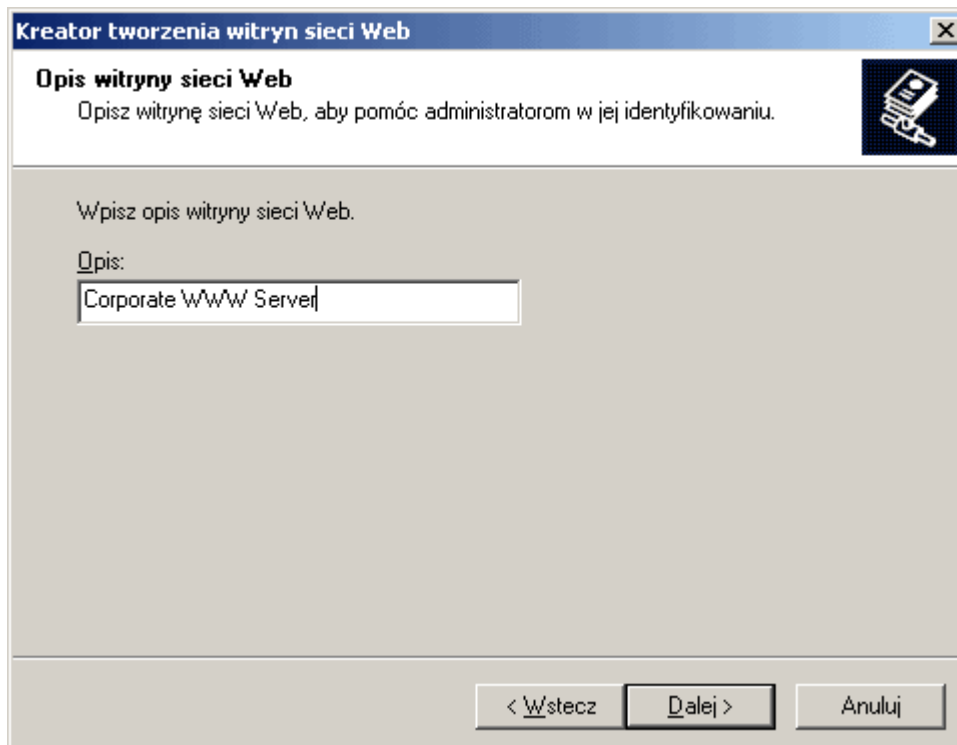 Kreator tworzenia witryn sieci Web
Opis witryny sieci Web
Opisz witrynę sieci Web, aby pomóc administratorom w jej identyfikowaniu.
Wpisz opis witryny sieci Web.
Opis:
Corporate WWW Server
< Wstecz
Dalej >
Anuluj